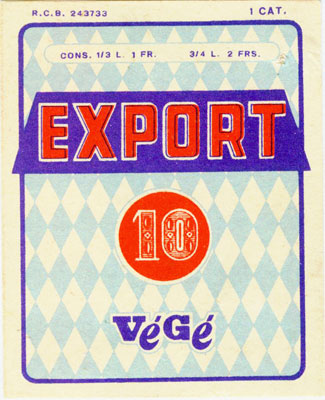 R.C.B. 243733 1 CAT.
CONS. 1/3 L. 1 FR. 3/4 L. 2 FRS.
EXPORT
10
VéGé